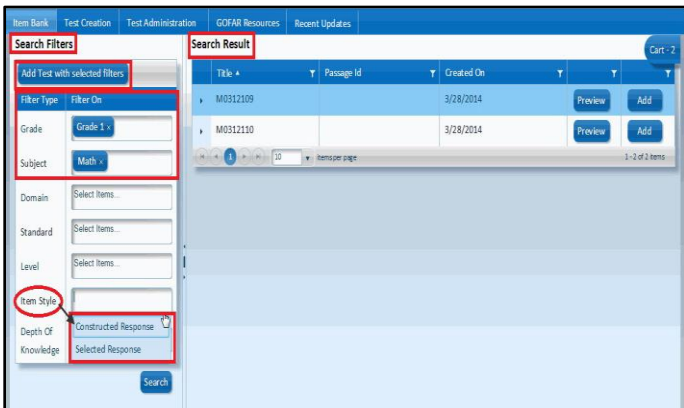 Item Bank Test Creation Test Administration GOFAR Resources Recent Updates
Search Filters
Search Result
Cart - 2
Add Test with selected filters
Filter Type Filter On
Grade Grade 1 ×
Subject Math ×
Domain Select Items...
Standard Select Items...
Level Select Items...
Item Style
Depth Of Knowledge
Constructed Response
Selected Response
Search
Title Passage Id Created On
M0312109 3/28/2014 Preview Add
M0312110 3/28/2014 Preview Add
1 10 items per page 1 - 2 of 2 items